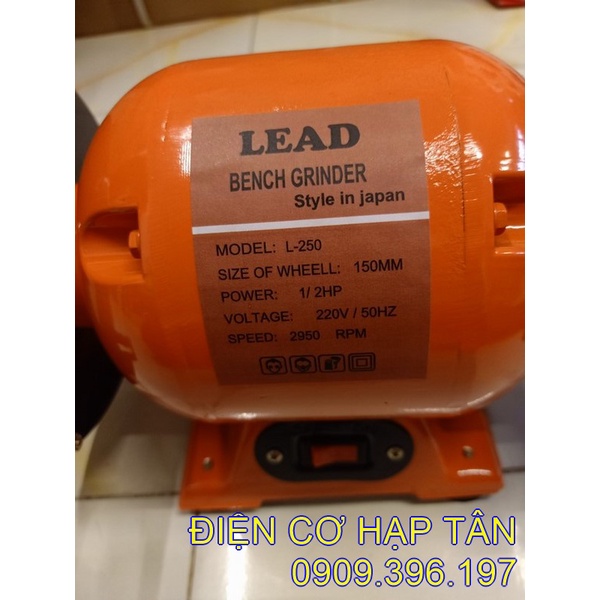 LEAD
BENCH GRINDER
Style in japan
MODEL: L-250
SIZE OF WHEELL: 150MM
POWER: 1/ 2HP
VOLTAGE: 220V / 50HZ
SPEED: 2950 RPM
ĐIỆN CƠ HẠP TÂN
0909.396.197